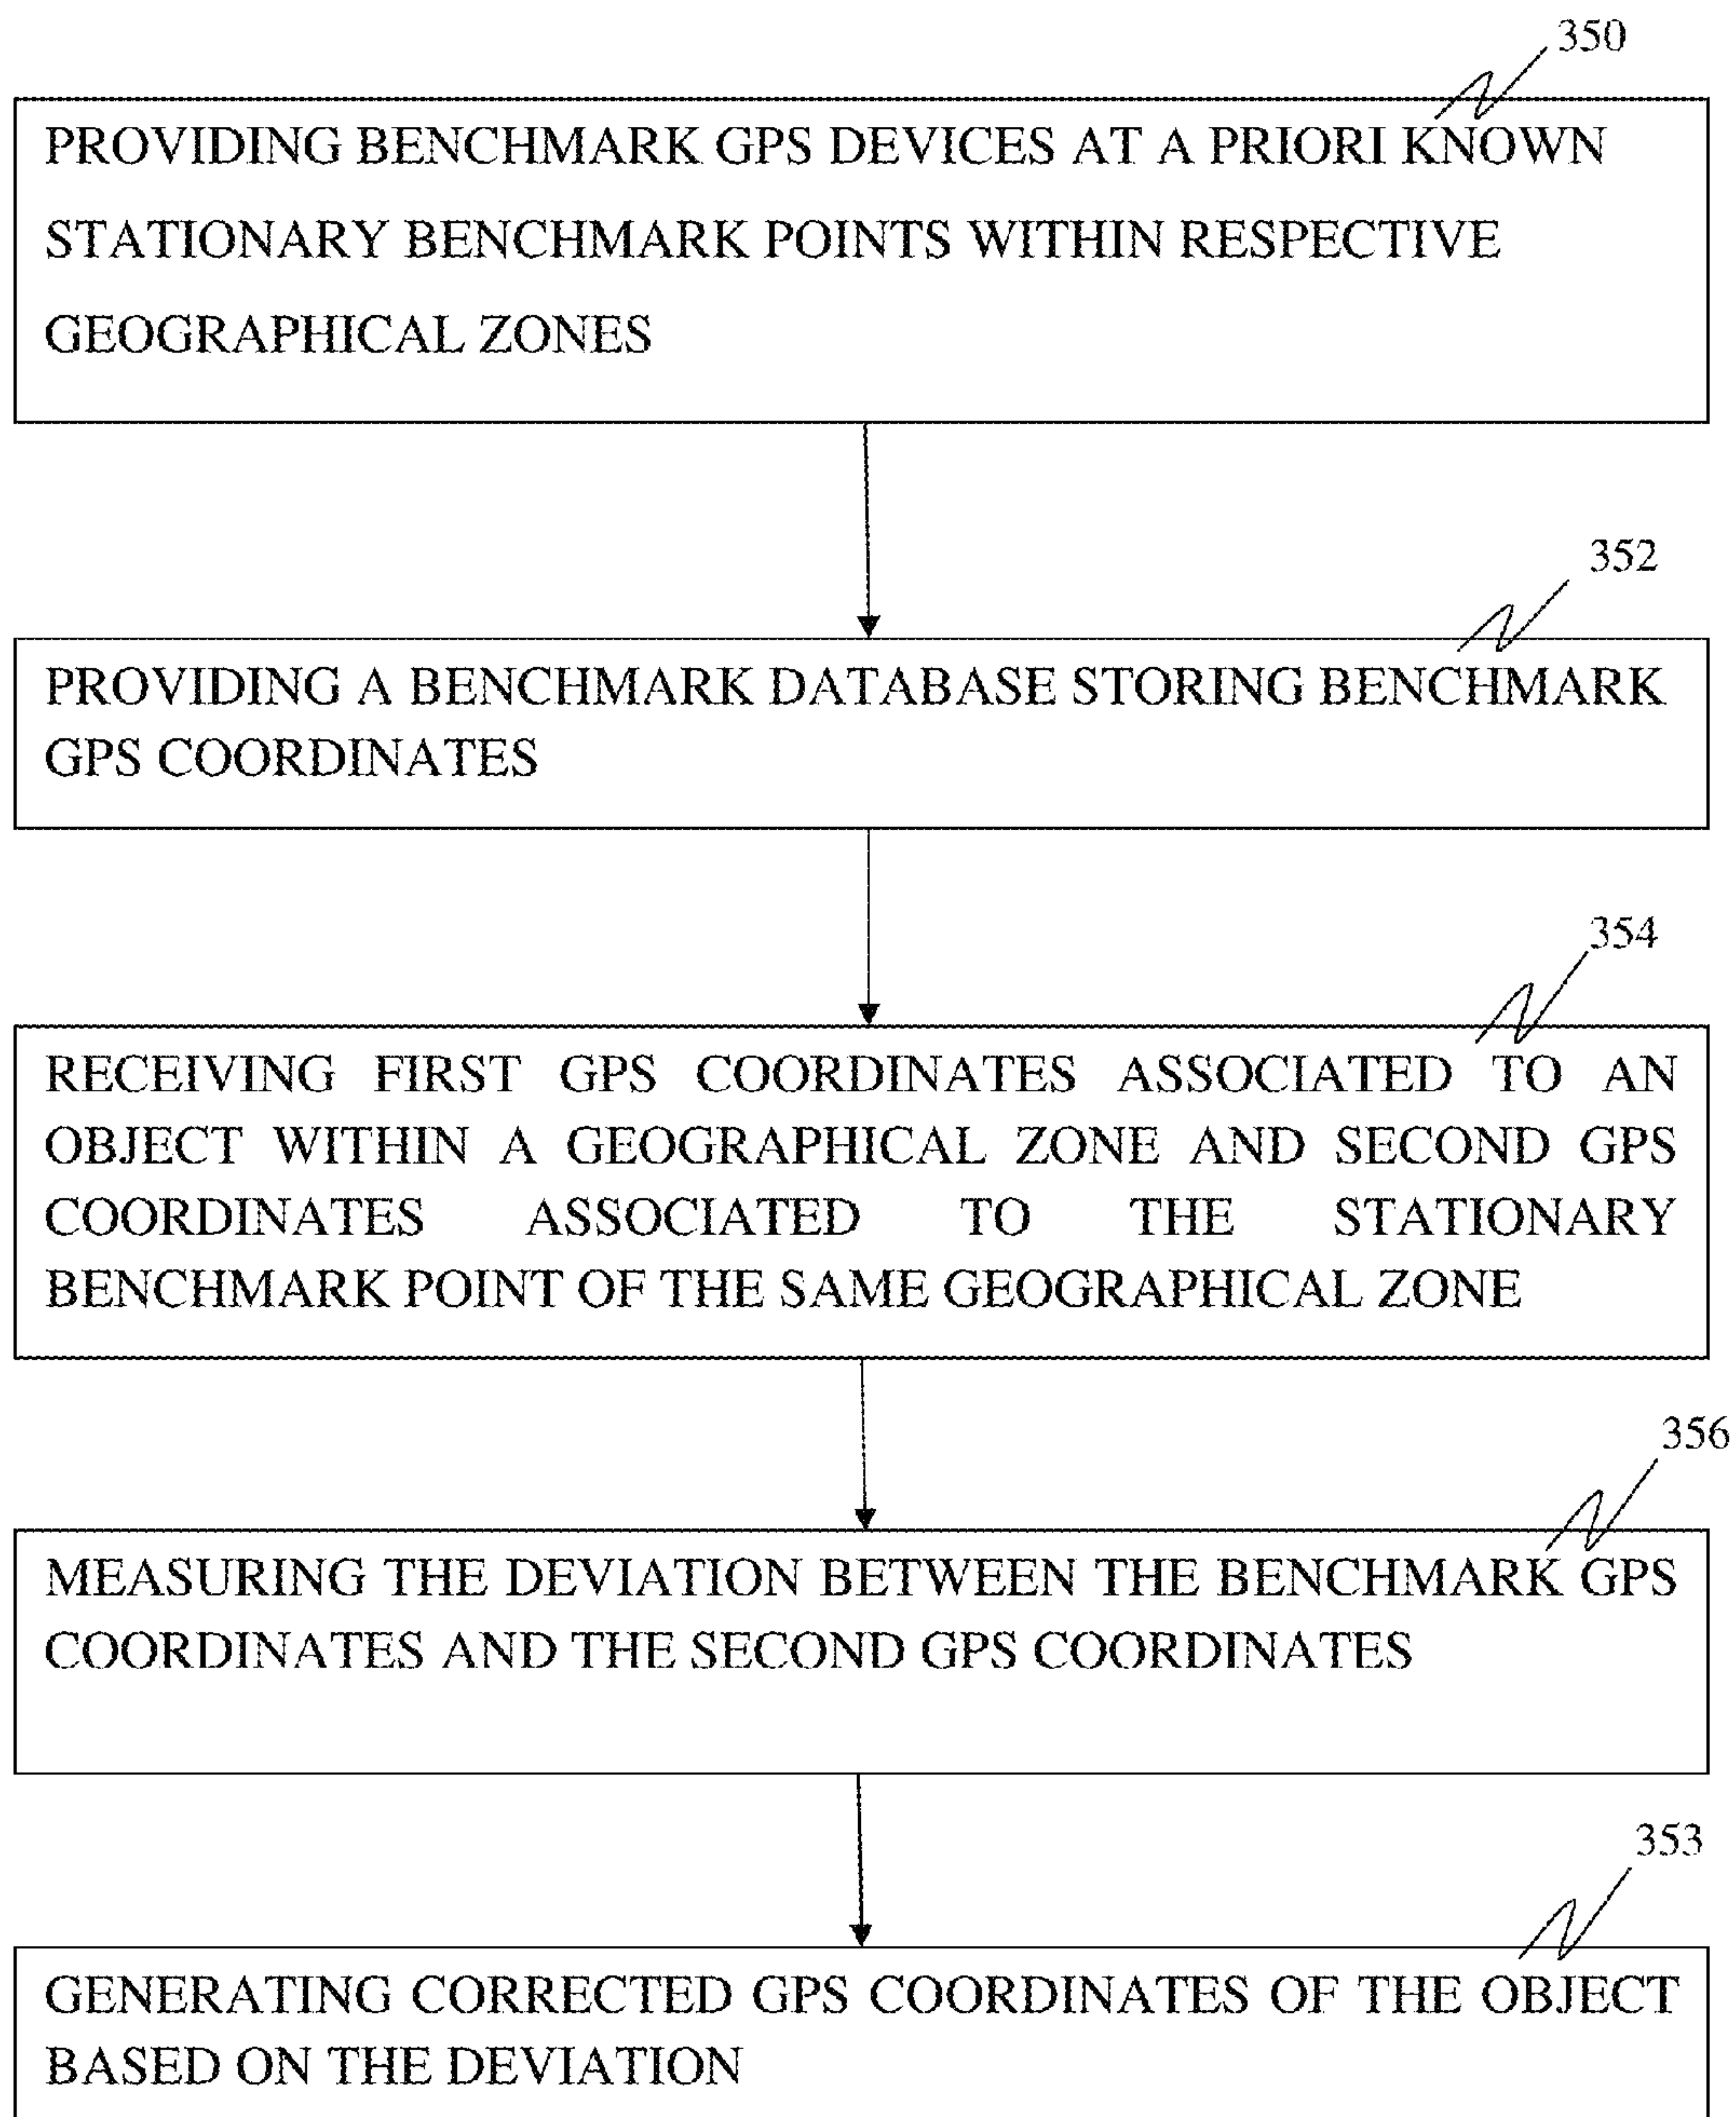 350
PROVIDING BENCHMARK GPS DEVICES AT A PRIORI KNOWN
STATIONARY BENCHMARK POINTS WITHIN RESPECTIVE
GEOGRAPHICAL ZONES
352
PROVIDING A BENCHMARK DATABASE STORING BENCHMARK
GPS COORDINATES
354
RECEIVING FIRST GPS COORDINATES ASSOCIATED TO AN
OBJECT WITHIN A GEOGRAPHICAL ZONE AND SECOND GPS
COORDINATES ASSOCIATED TO THE STATIONARY
BENCHMARK POINT OF THE SAME GEOGRAPHICAL ZONE
356
MEASURING THE DEVIATION BETWEEN THE BENCHMARK GPS
COORDINATES AND THE SECOND GPS COORDINATES
353
GENERATING CORRECTED GPS COORDINATES OF THE OBJECT
BASED ON THE DEVIATION